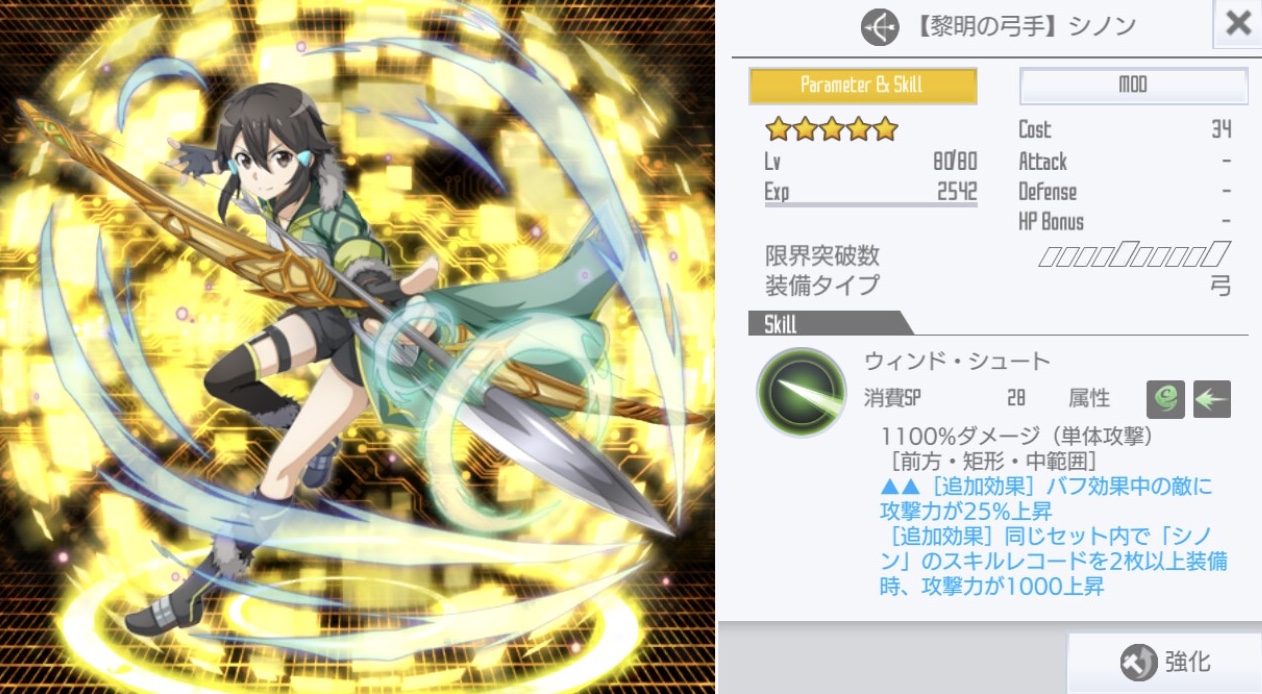 【黎明の弓手】シノン
Parameter & Skill
MOD
Lv 80/80
Exp 2542
Cost 34
Attack -
Defense -
HP Bonus -
限界突破数
装備タイプ 弓
Skill
ウィンド・シュート
消費SP 28 属性
1100%ダメージ（単体攻撃）
［前方・矩形・中範囲］
▲▲［追加効果］バフ効果中の敵に
攻撃力が25%上昇
［追加効果］同じセット内で「シノ
ン」のスキルレコードを2枚以上装備
時、攻撃力が1000上昇
強化